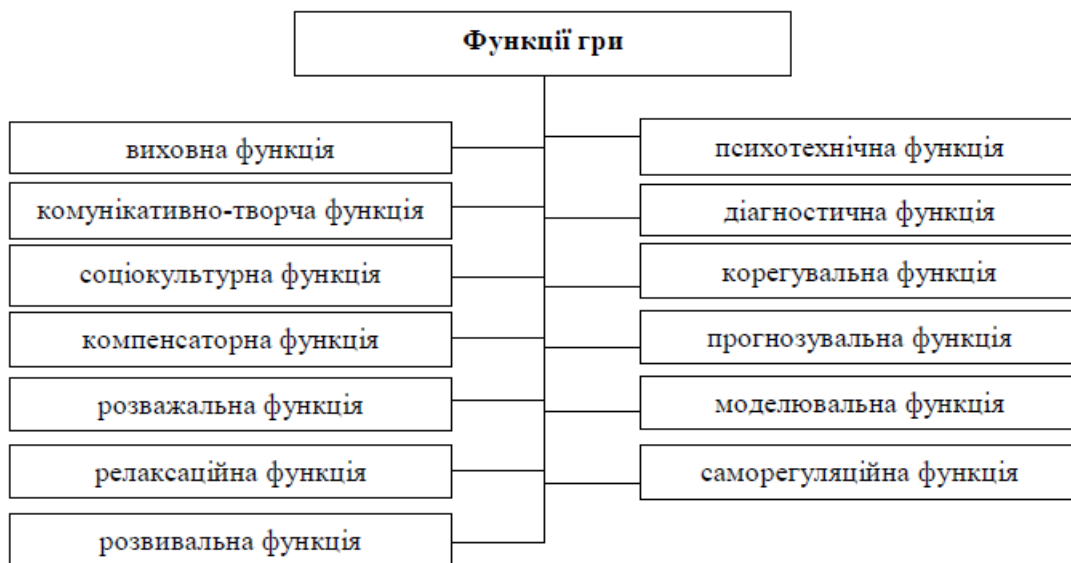 Функції гри
виховна функція
комунікативно-творча функція
соціокультурна функція
компенсаторна функція
розважальна функція
релаксаційна функція
розвивальна функція
психотехнічна функція
діагностична функція
корегувальна функція
прогнозувальна функція
моделювальна функція
саморегуляційна функція